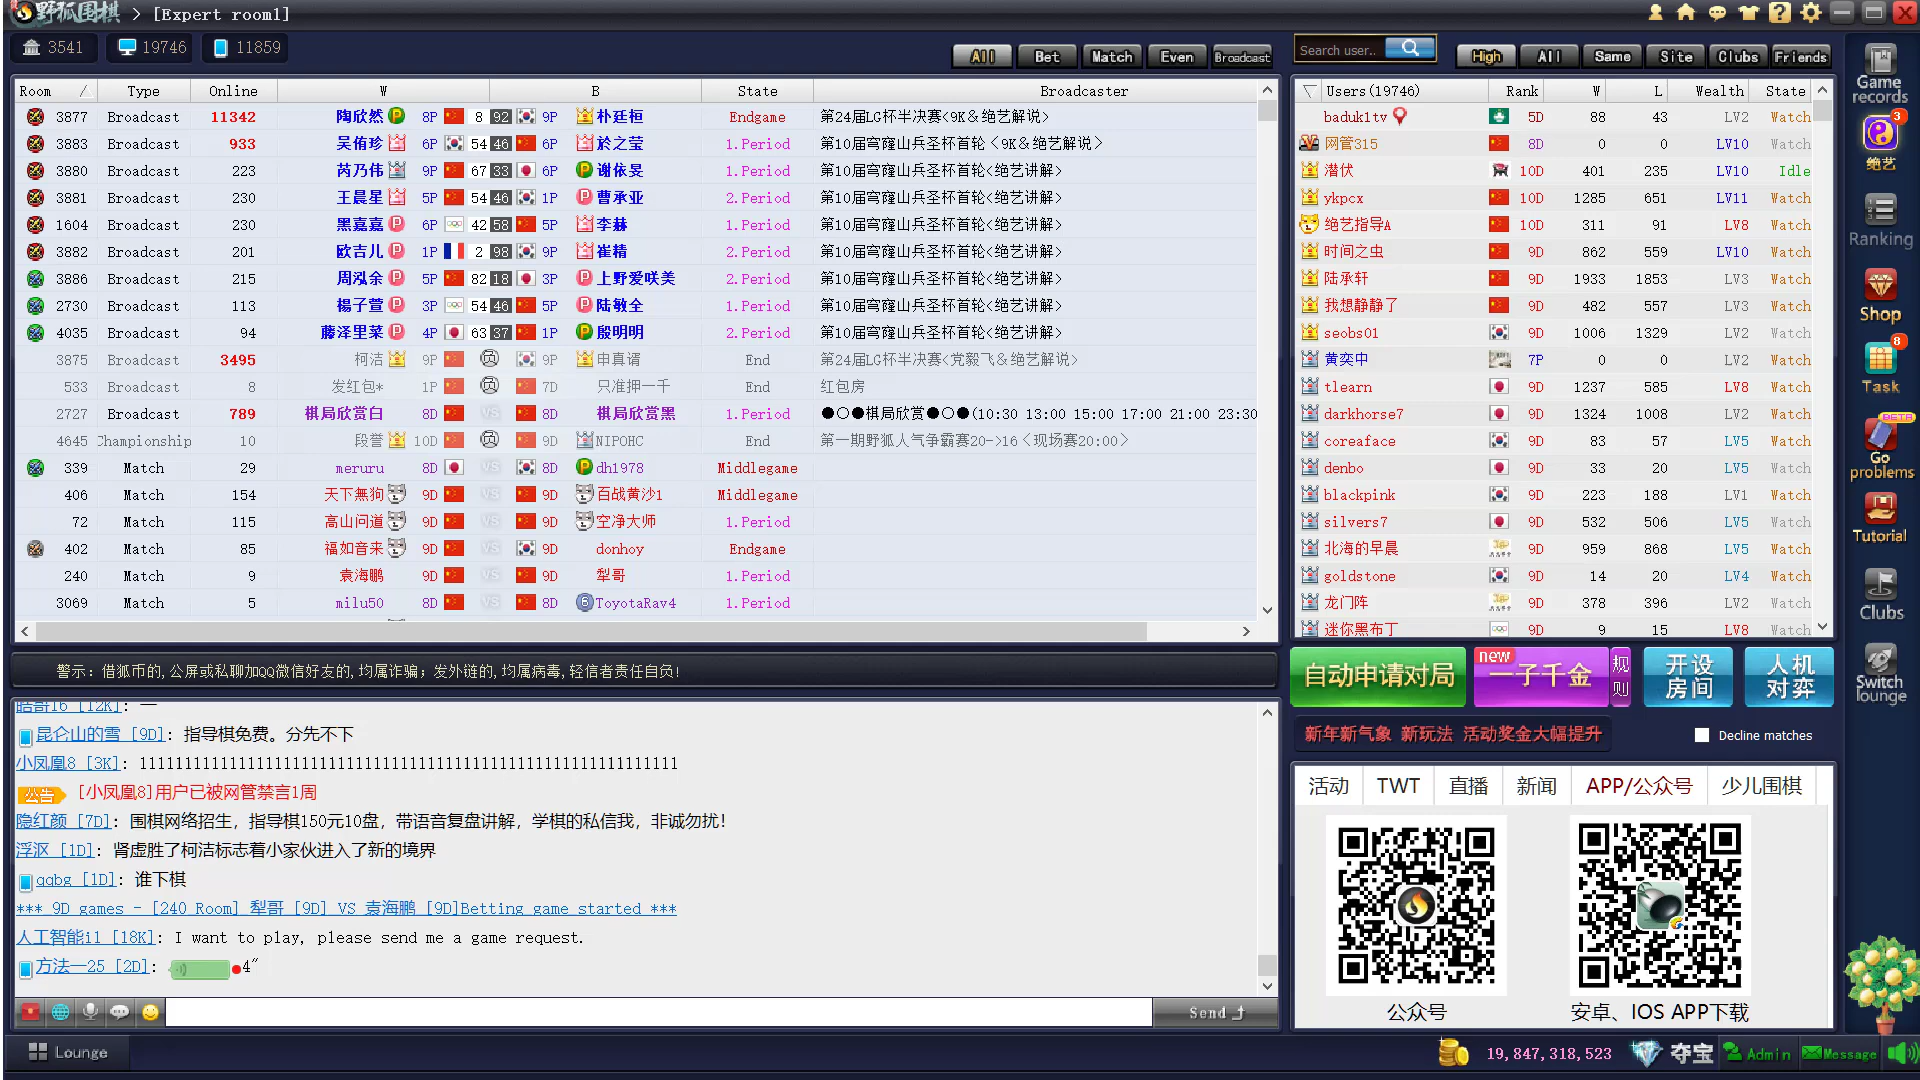 野狐围棋 > [Expert room1]
3541 19746 11859
All Bet Match Even Broadcast
Search user.. High All Same Site Clubs Friends
Room Type Online W B State Broadcaster
3877 Broadcast 11342 陶欣然 P 8P 8 92 9P 朴廷桓 Endgame 第24届LG杯半决赛<9K＆绝艺解说>
3883 Broadcast 933 吴侑珍 6P 54 46 6P 於之莹 1.Period 第10届穹窿山兵圣杯首轮＜9K＆绝艺解说＞
3880 Broadcast 223 芮乃伟 9P 67 33 6P P 谢依旻 1.Period 第10届穹窿山兵圣杯首轮<绝艺讲解>
3881 Broadcast 230 王晨星 5P 54 46 1P P 曹承亚 2.Period 第10届穹窿山兵圣杯首轮<绝艺讲解>
1604 Broadcast 230 黑嘉嘉 P 6P 42 58 5P 李赫 1.Period 第10届穹窿山兵圣杯首轮<绝艺讲解>
3882 Broadcast 201 欧吉儿 P 1P 2 98 9P 崔精 2.Period 第10届穹窿山兵圣杯首轮<绝艺讲解>
3886 Broadcast 215 周泓余 P 5P 82 18 3P P 上野爱咲美 2.Period 第10届穹窿山兵圣杯首轮<绝艺讲解>
2730 Broadcast 113 楊子萱 P 3P 54 46 5P P 陆敏全 1.Period 第10届穹窿山兵圣杯首轮<绝艺讲解>
4035 Broadcast 94 藤泽里菜 P 4P 63 37 1P P 殷明明 2.Period 第10届穹窿山兵圣杯首轮<绝艺讲解>
3875 Broadcast 3495 柯洁 9P 9P 申真谞 End 第24届LG杯半决赛<党毅飞＆绝艺解说>
533 Broadcast 8 发红包* 1P 7D 只准押一千 End 红包房
2727 Broadcast 789 棋局欣赏白 8D VS 8D 棋局欣赏黑 1.Period ●○●棋局欣赏●○●(10:30 13:00 15:00 17:00 21:00 23:30
4645 Championship 10 段誉 10D 9D NIPOHC End 第一期野狐人气争霸赛20->16＜现场赛20:00＞
339 Match 29 meruru 8D VS 8D P dh1978 Middlegame
406 Match 154 天下無狗 9D VS 9D 百战黄沙1 Middlegame
72 Match 115 高山问道 9D VS 9D 空净大师 1.Period
402 Match 85 福如音来 9D VS 9D donhoy Endgame
240 Match 9 袁海鹏 9D VS 9D 犁哥 1.Period
3069 Match 5 milu50 8D VS 8D 6 ToyotaRav4 1.Period
Users(19746) Rank W L Wealth State
baduk1tv 5D 88 43 LV2 Watch
网管315 8D 0 0 LV10 Watch
潜伏 10D 401 235 LV10 Idle
ykpcx 10D 1285 651 LV11 Watch
绝艺指导A 10D 311 91 LV8 Watch
时间之虫 9D 862 559 LV10 Watch
陆承轩 9D 1933 1853 LV3 Watch
我想静静了 9D 482 557 LV3 Watch
seobs01 9D 1006 1329 LV2 Watch
黄奕中 7P 0 0 LV2 Watch
tlearn 9D 1237 585 LV8 Watch
darkhorse7 9D 1324 1008 LV2 Watch
coreaface 9D 83 57 LV5 Watch
denbo 9D 33 20 LV5 Watch
blackpink 9D 223 188 LV1 Watch
silvers7 9D 532 506 LV5 Watch
北海的早晨 9D 959 868 LV5 Watch
goldstone 9D 14 20 LV4 Watch
龙门阵 9D 378 396 LV2 Watch
迷你黑布丁 9D 9 15 LV8 Watch
Game records
3
绝艺
Ranking
Shop
8
Task
BETA
Go problems
Tutorial
Clubs
Switch lounge
警示：借狐币的,公屏或私聊加QQ微信好友的,均属诈骗；发外链的,均属病毒,轻信者责任自负!
皓哥16 [12K]: 一
昆仑山的雪 [9D]: 指导棋免费。分先不下
小凤凰8 [3K]: 111111111111111111111111111111111111111111111111111111111111
公告 [小凤凰8]用户已被网管禁言1周
隐红颜 [7D]: 围棋网络招生，指导棋150元10盘，带语音复盘讲解，学棋的私信我，非诚勿扰!
浮沤 [1D]: 肾虚胜了柯洁标志着小家伙进入了新的境界
qqbg [1D]: 谁下棋
*** 9D games - [240 Room] 犁哥 [9D] VS 袁海鹏 [9D]Betting game started ***
人工智能i1 [18K]: I want to play, please send me a game request.
方法一25 [2D]: 4″
Send
自动申请对局 new 一子千金 规则 开设房间 人机对弈
新年新气象 新玩法 活动奖金大幅提升 Decline matches
活动 TWT 直播 新闻 APP/公众号 少儿围棋
公众号 安卓、IOS APP下载
Lounge 19,847,318,523 夺宝 Admin Message